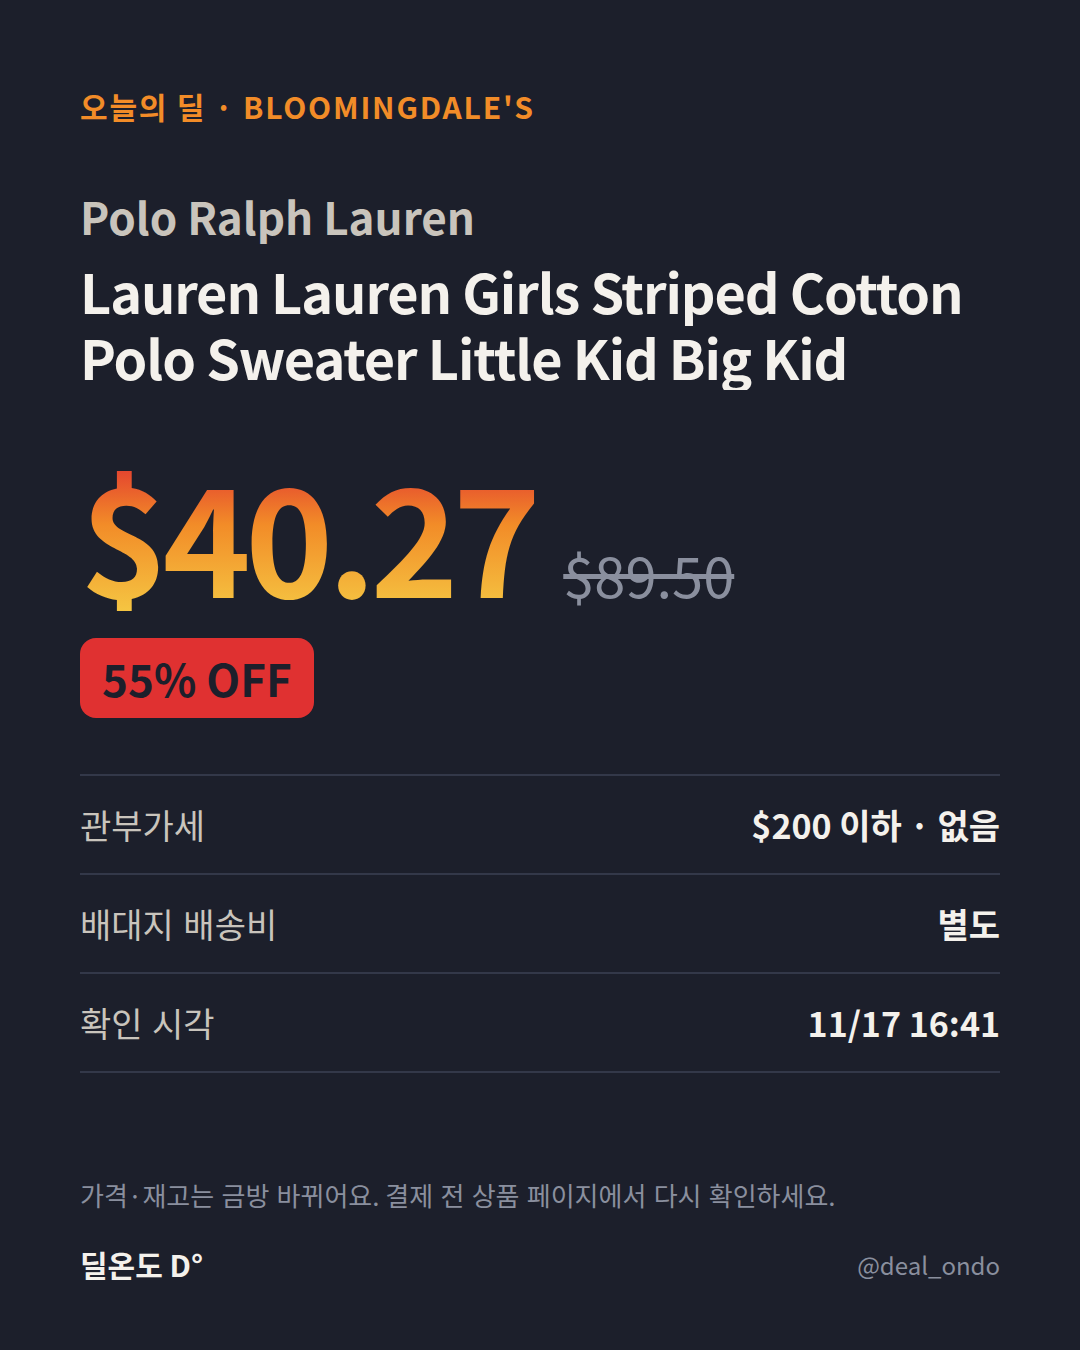 오늘의 딜 · BLOOMINGDALE'S
Polo Ralph Lauren
Lauren Lauren Girls Striped Cotton
Polo Sweater Little Kid Big Kid
$40.27 $89.50
55% OFF
관부가세 $200 이하 · 없음
배대지 배송비 별도
확인 시각 11/17 16:41
가격·재고는 금방 바뀌어요. 결제 전 상품 페이지에서 다시 확인하세요.
딜온도 D° @deal_ondo